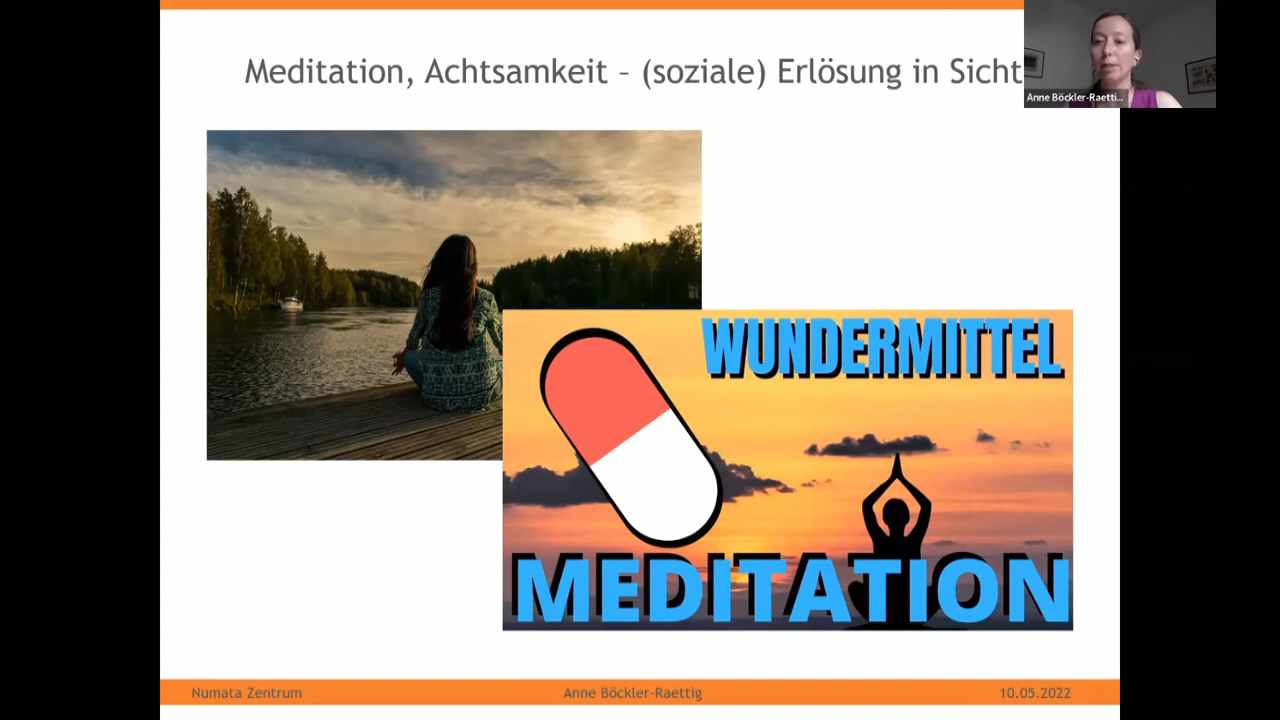 Meditation, Achtsamkeit – (soziale) Erlösung in Sicht
Anne Böckler-Raetti...
WUNDERMITTEL
MEDITATION
Numata Zentrum
Anne Böckler-Raettig
10.05.2022